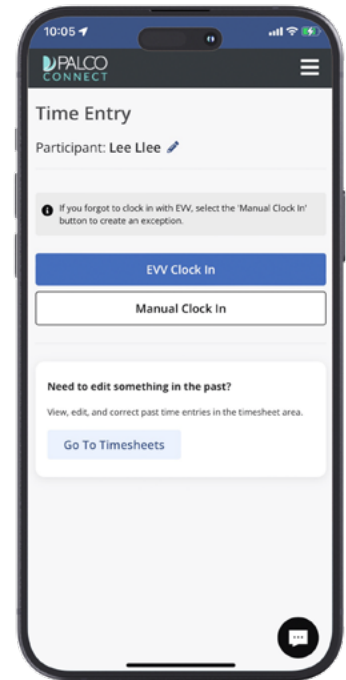 10:05
PALCO
CONNECT
Time Entry
Participant: Lee Llee
If you forgot to clock in with EVV, select the 'Manual Clock In'
button to create an exception.
EVV Clock In
Manual Clock In
Need to edit something in the past?
View, edit, and correct past time entries in the timesheet area.
Go To Timesheets